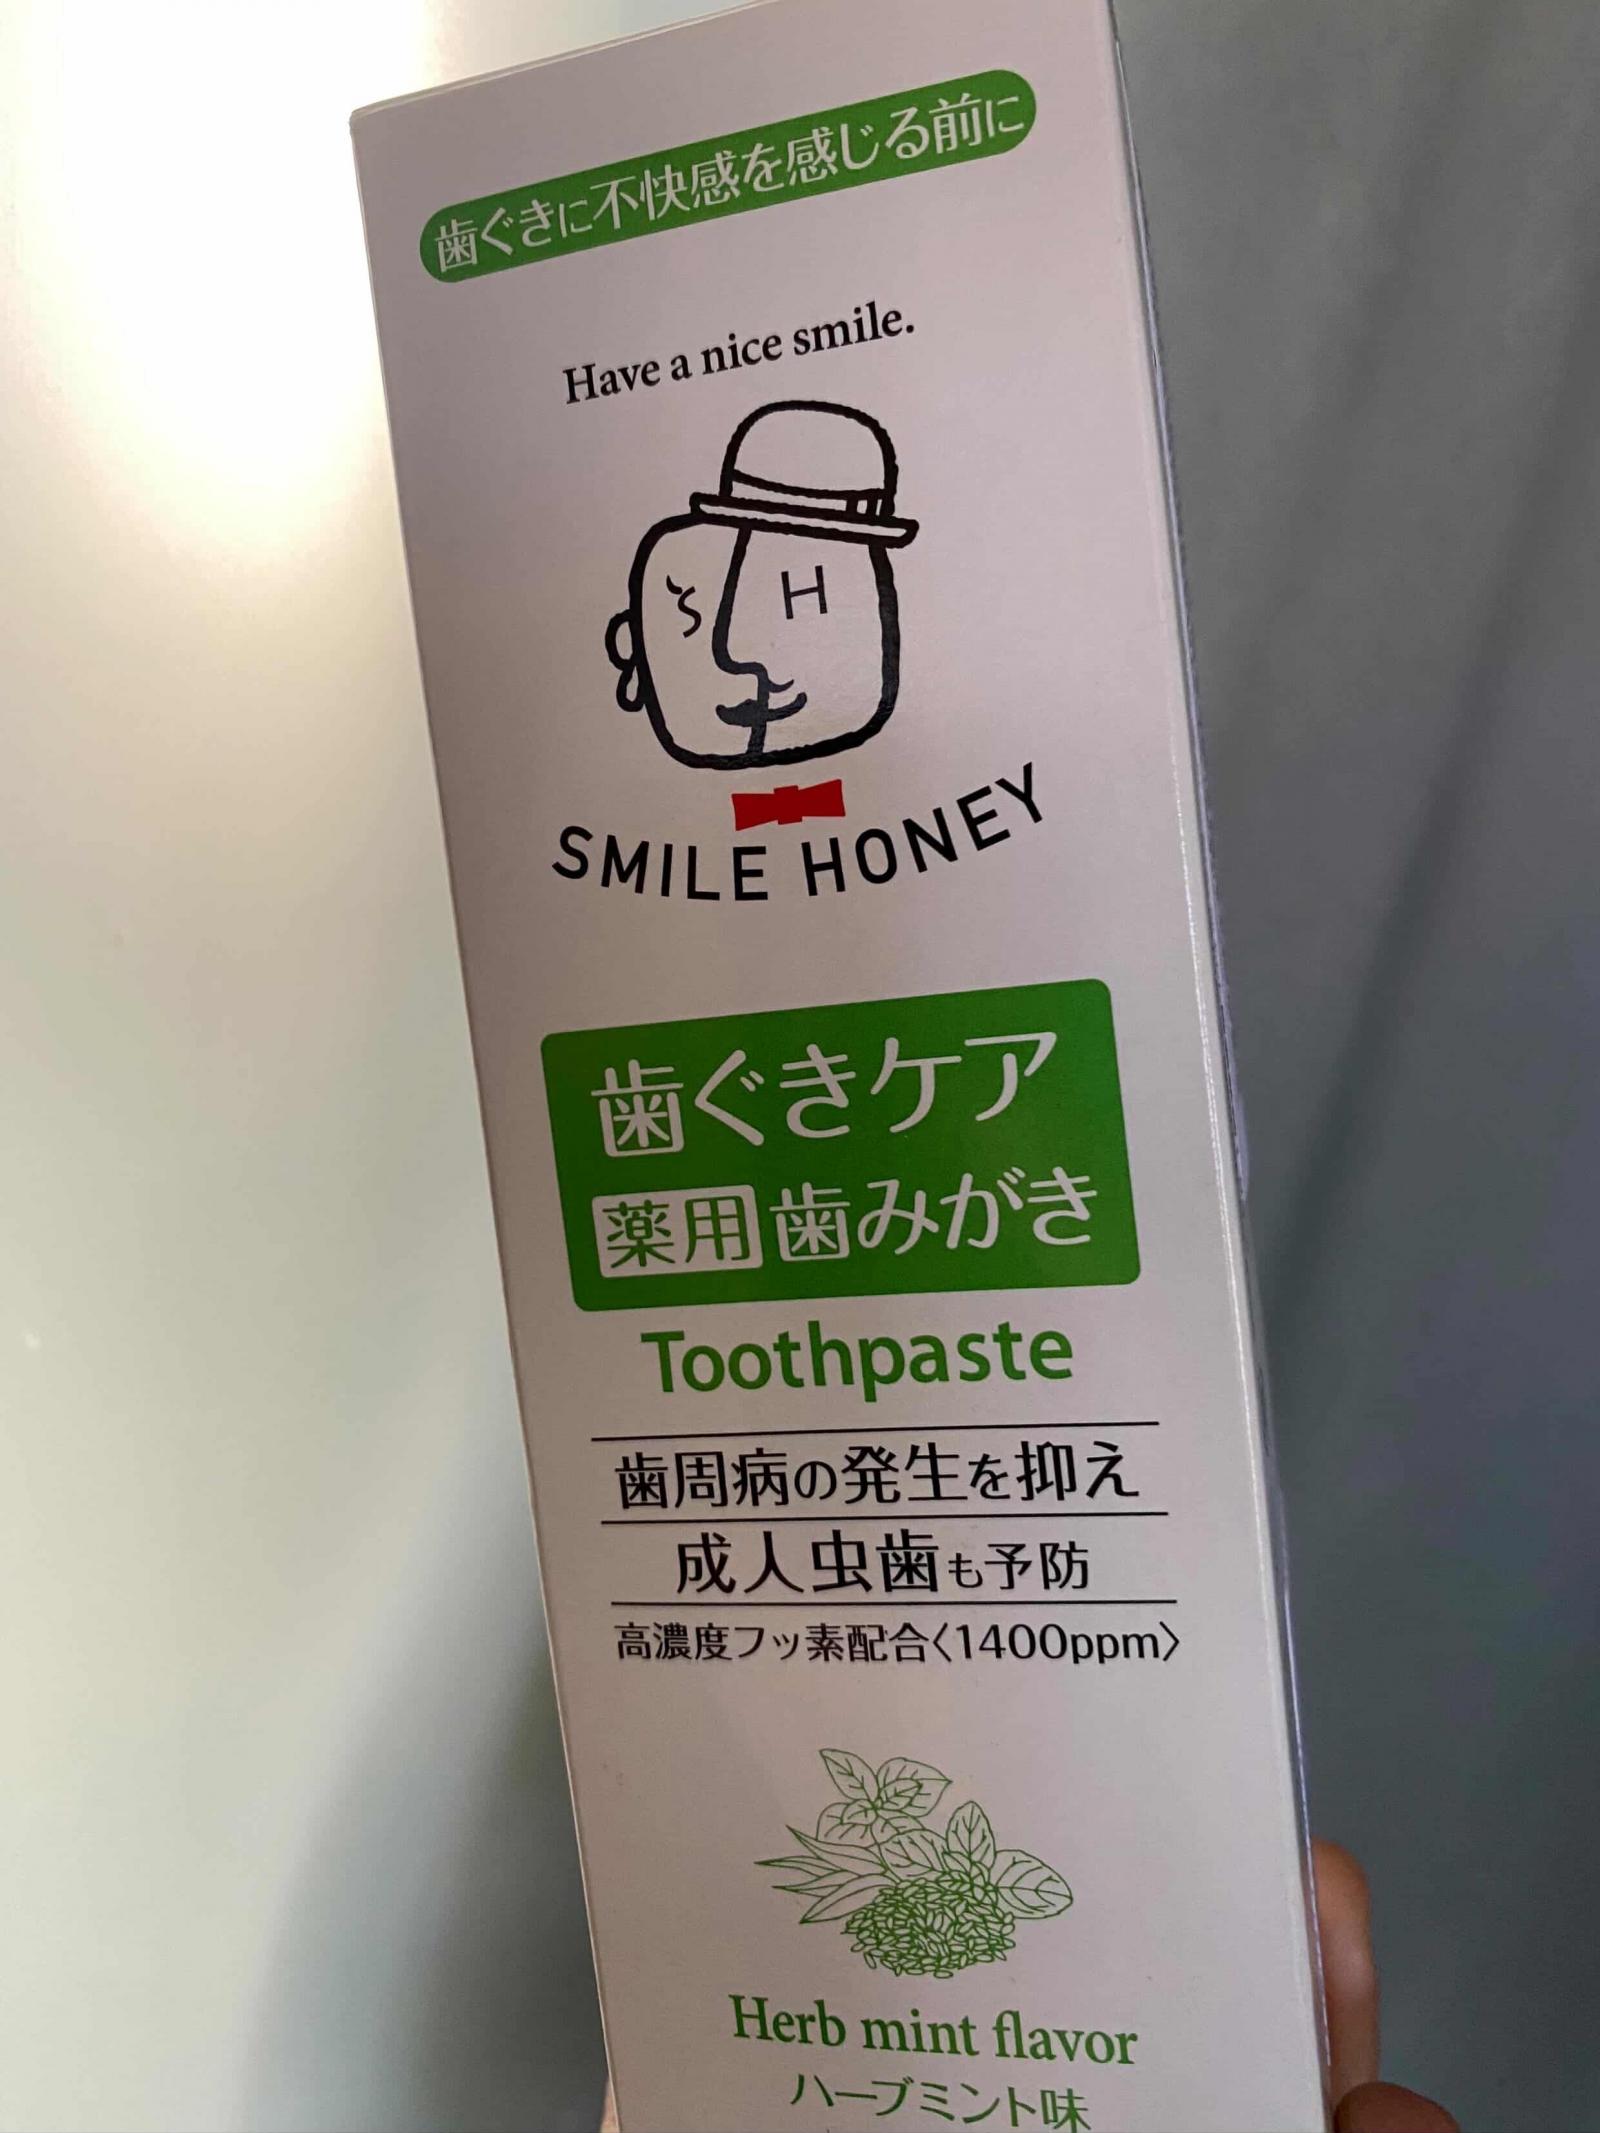 歯ぐきに不快感を感じる前に
Have a nice smile.
S H
SMILE HONEY
歯ぐきケア
薬用 歯みがき
Toothpaste
歯周病の発生を抑え
成人虫歯も予防
高濃度フッ素配合〈1400ppm〉
Herb mint flavor
ハーブミント味